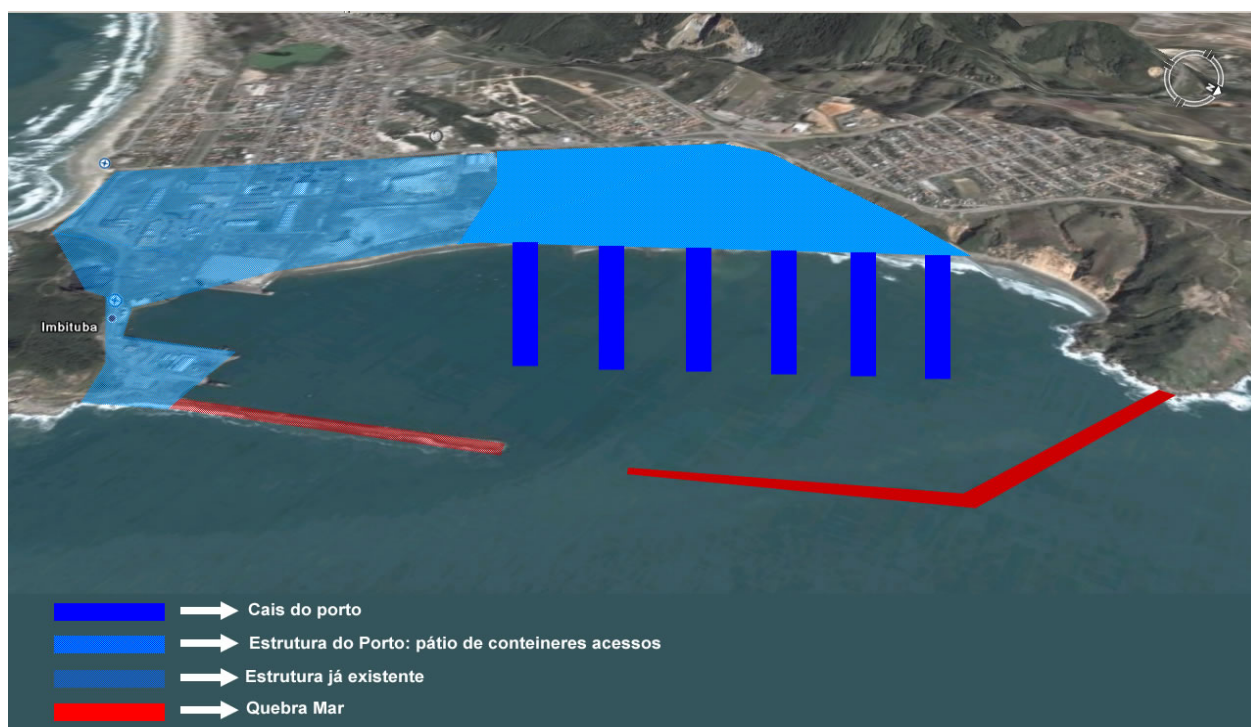 N
Imbituba
Cais do porto
Estrutura do Porto: pátio de conteineres acessos
Estrutura já existente
Quebra Mar